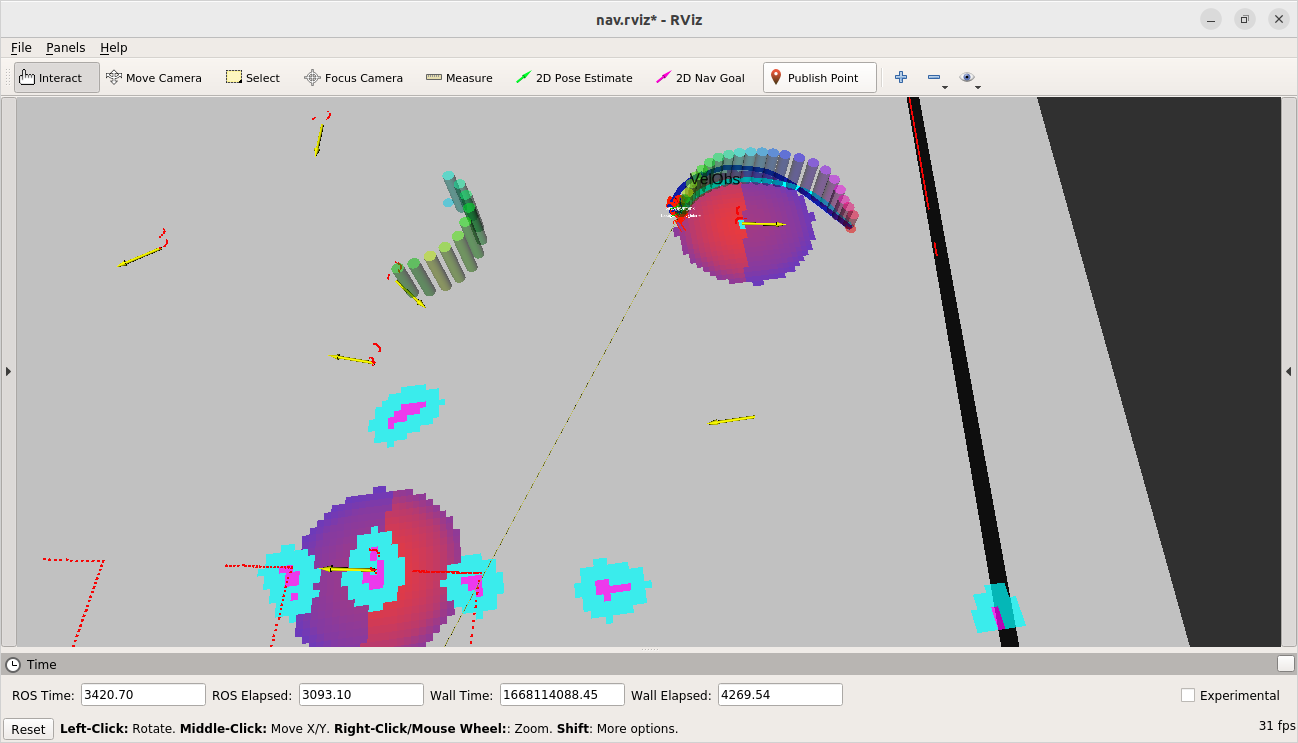 nav.rviz* - RViz
File Panels Help
Interact Move Camera Select Focus Camera Measure 2D Pose Estimate 2D Nav Goal Publish Point
VelObs
Time
ROS Time: 3420.70 ROS Elapsed: 3093.10 Wall Time: 1668114088.45 Wall Elapsed: 4269.54 Experimental
Reset Left-Click: Rotate. Middle-Click: Move X/Y. Right-Click/Mouse Wheel:: Zoom. Shift: More options. 31 fps